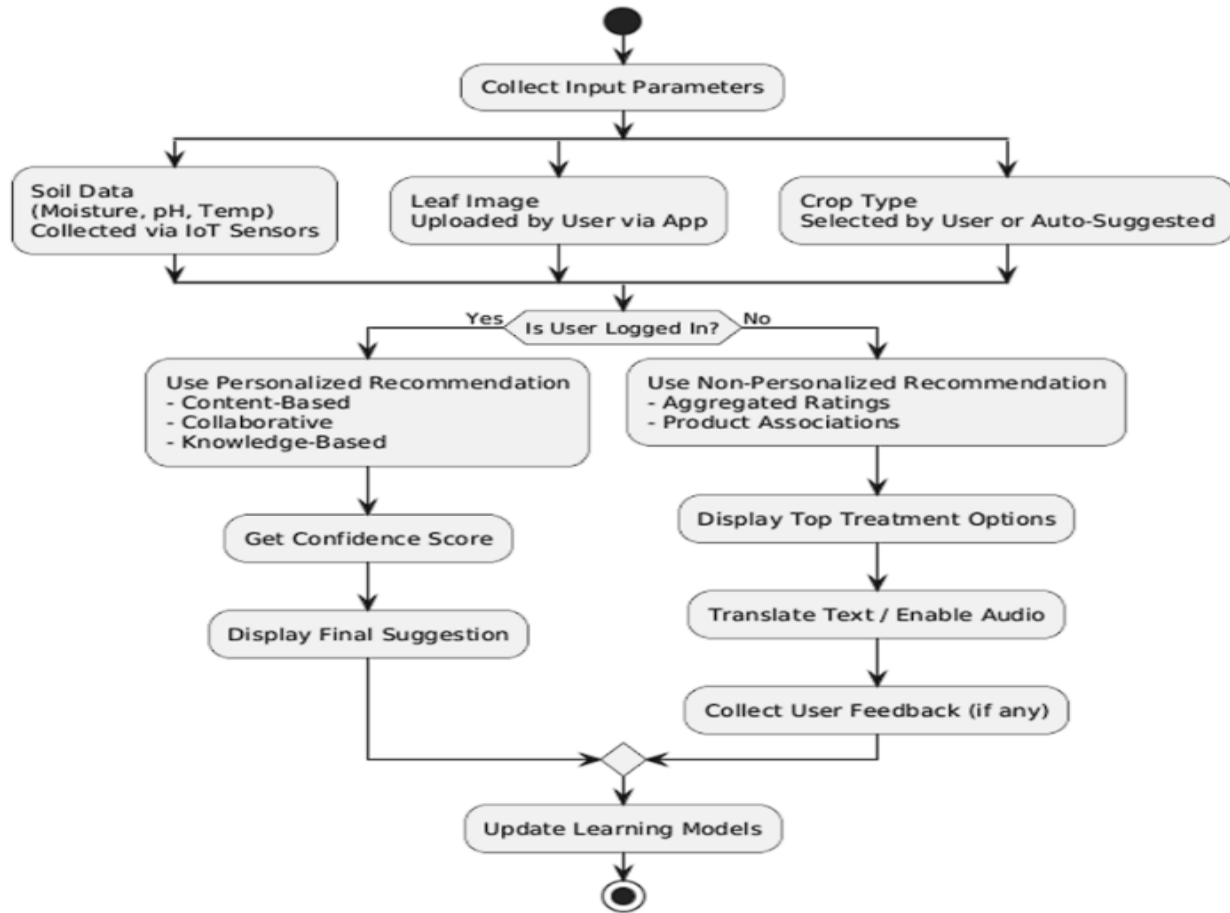 Collect Input Parameters
Soil Data
(Moisture, pH, Temp)
Collected via IoT Sensors
Leaf Image
Uploaded by User via App
Crop Type
Selected by User or Auto-Suggested
Yes
Is User Logged In?
No
Use Personalized Recommendation
- Content-Based
- Collaborative
- Knowledge-Based
Use Non-Personalized Recommendation
- Aggregated Ratings
- Product Associations
Get Confidence Score
Display Final Suggestion
Display Top Treatment Options
Translate Text / Enable Audio
Collect User Feedback (if any)
Update Learning Models